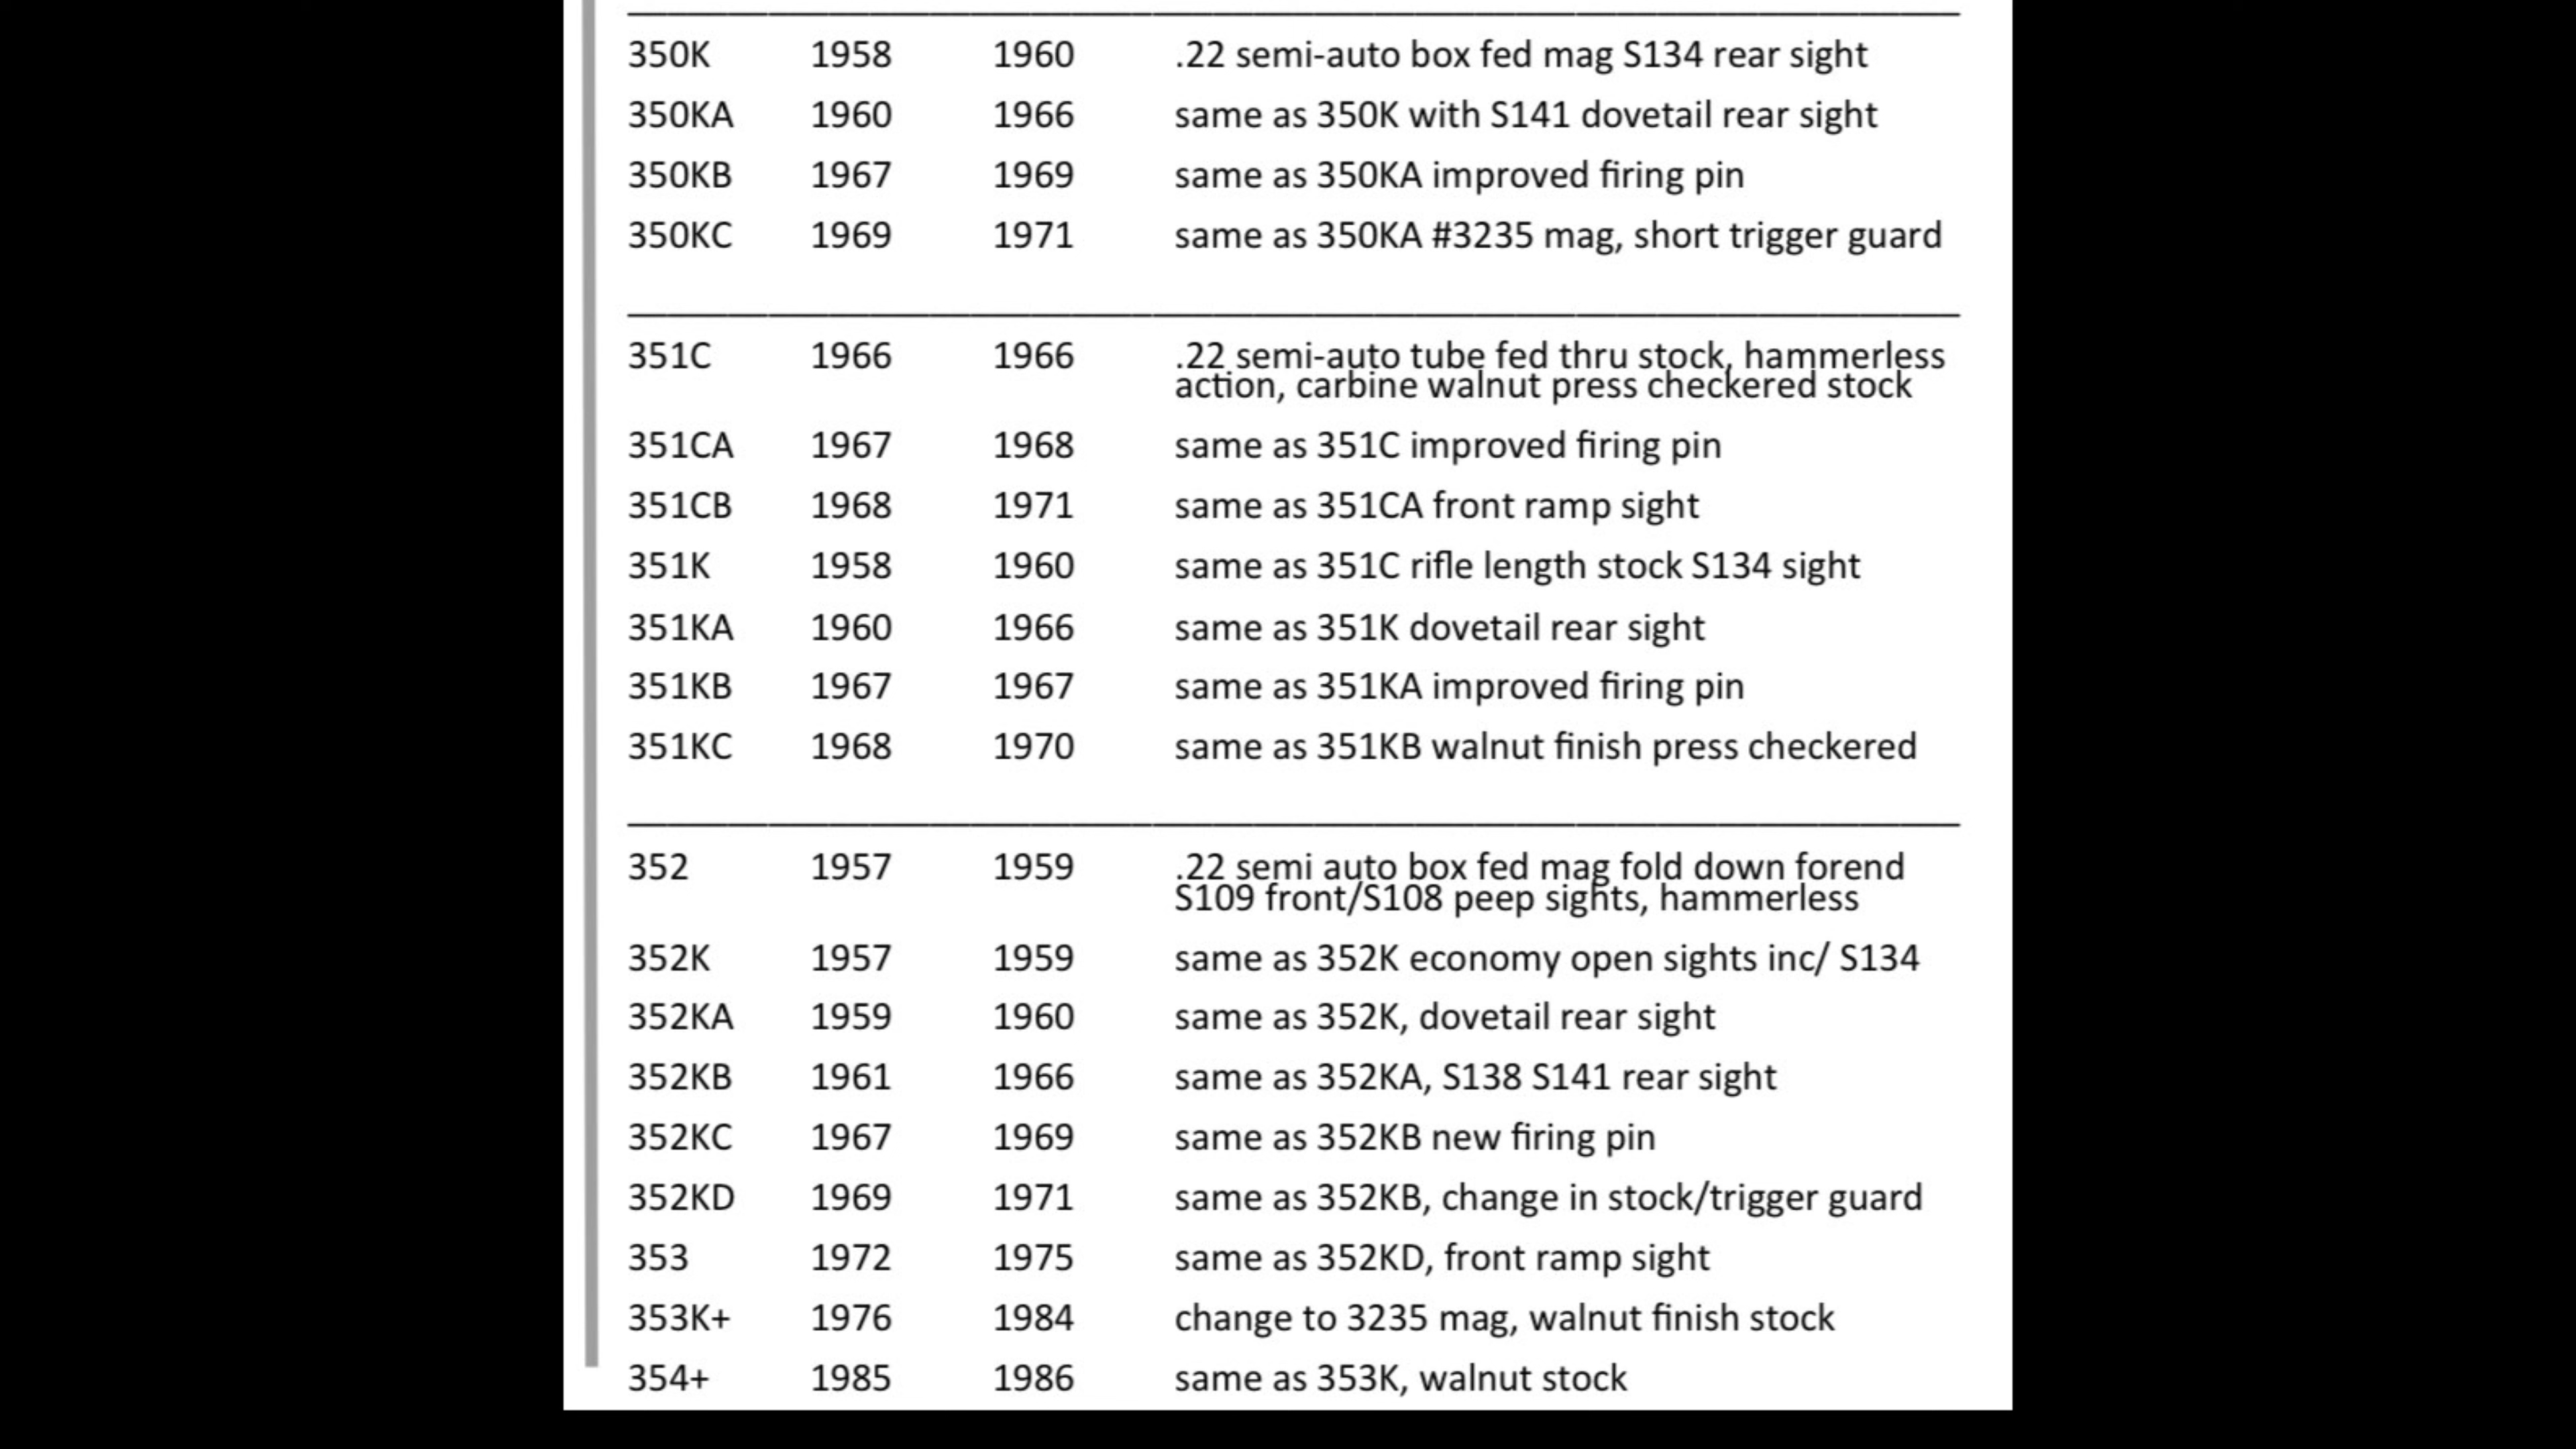 350K 1958 1960 .22 semi-auto box fed mag S134 rear sight
350KA 1960 1966 same as 350K with S141 dovetail rear sight
350KB 1967 1969 same as 350KA improved firing pin
350KC 1969 1971 same as 350KA #3235 mag, short trigger guard
351C 1966 1966 .22 semi-auto tube fed thru stock, hammerless
action, carbine walnut press checkered stock
351CA 1967 1968 same as 351C improved firing pin
351CB 1968 1971 same as 351CA front ramp sight
351K 1958 1960 same as 351C rifle length stock S134 sight
351KA 1960 1966 same as 351K dovetail rear sight
351KB 1967 1967 same as 351KA improved firing pin
351KC 1968 1970 same as 351KB walnut finish press checkered
352 1957 1959 .22 semi auto box fed mag fold down forend
S109 front/S108 peep sights, hammerless
352K 1957 1959 same as 352K economy open sights inc/ S134
352KA 1959 1960 same as 352K, dovetail rear sight
352KB 1961 1966 same as 352KA, S138 S141 rear sight
352KC 1967 1969 same as 352KB new firing pin
352KD 1969 1971 same as 352KB, change in stock/trigger guard
353 1972 1975 same as 352KD, front ramp sight
353K+ 1976 1984 change to 3235 mag, walnut finish stock
354+ 1985 1986 same as 353K, walnut stock